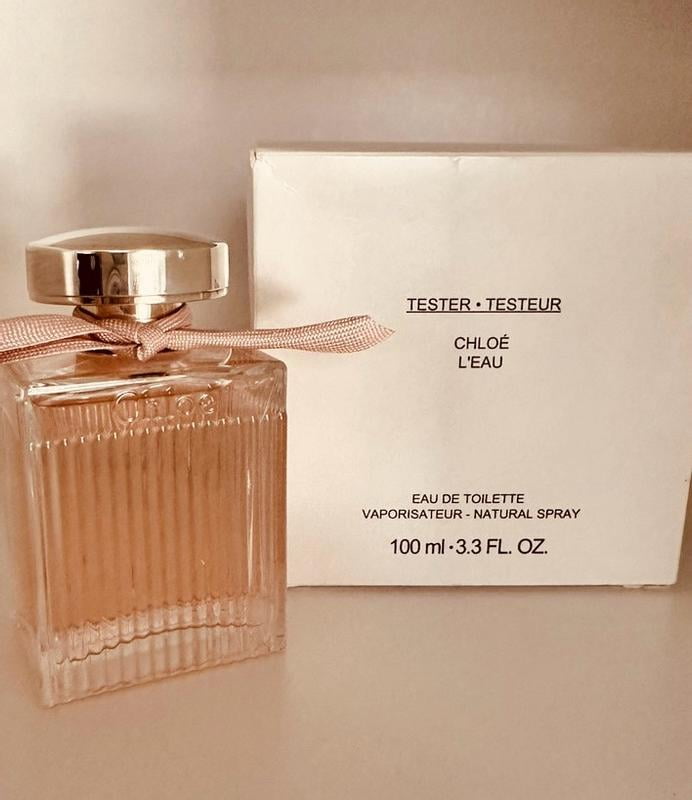 Chloé
TESTER • TESTEUR
CHLOÉ
L'EAU
EAU DE TOILETTE
VAPORISATEUR - NATURAL SPRAY
100 ml • 3.3 FL. OZ.